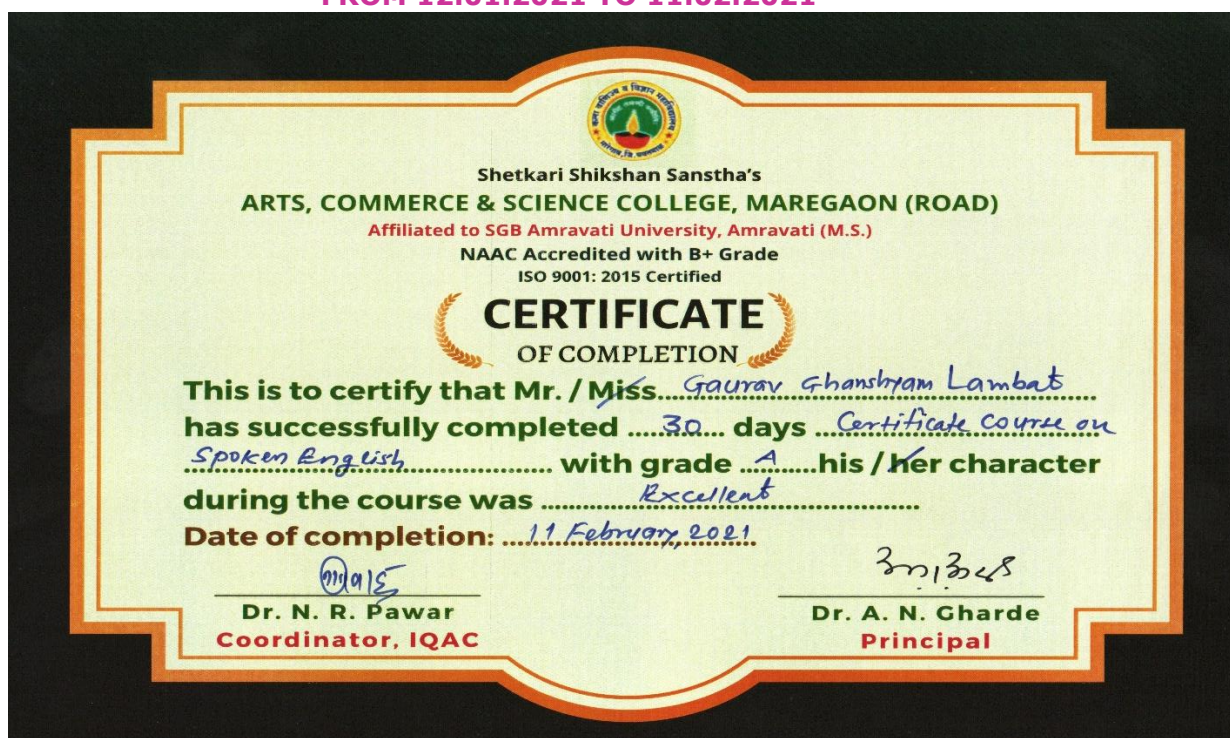 FROM 12.01.2021 TO 11.02.2021
कला वाणिज्य व विज्ञान महाविद्यालय
मारेगाव, जि. यवतमाळ
Shetkari Shikshan Sanstha's
ARTS, COMMERCE & SCIENCE COLLEGE, MAREGAON (ROAD)
Affiliated to SGB Amravati University, Amravati (M.S.)
NAAC Accredited with B+ Grade
ISO 9001: 2015 Certified
CERTIFICATE
OF COMPLETION
This is to certify that Mr. / Miss....Gaurav Ghanshyam Lambat
has successfully completed .....30.... days ...Certificate Course on
Spoken English.................. with grade ...A.......his / her character
during the course was .............Excellent......................
Date of completion: .....11 February, 2021
Dr. N. R. Pawar
Coordinator, IQAC
Dr. A. N. Gharde
Principal